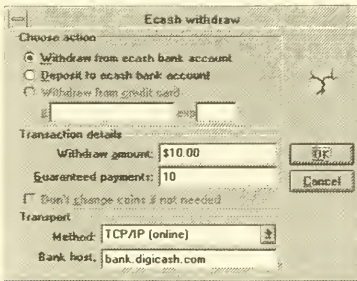 Ecash withdraw
Choose action
Withdraw from ecash bank account
Deposit to ecash bank account
Withdraw from credit card
#: exp
Transaction details
Withdraw amount: $10.00
OK
Guaranteed payments: 10
Cancel
Don't change coins if not needed
Transport
Method: TCP/IP (online)
Bank host: bank.digicash.com